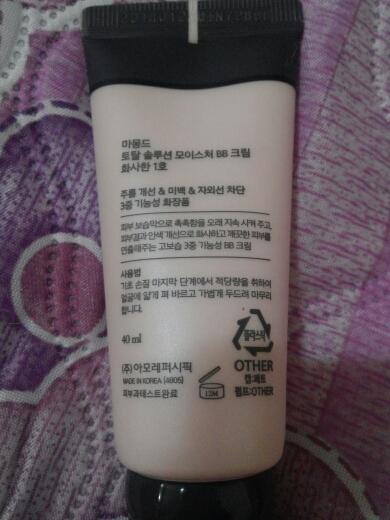 마몽드
토탈 솔루션 모이스처 BB 크림
화사한 1호
주름 개선 & 미백 & 자외선 차단
3중 기능성 화장품
피부 보습막으로 촉촉함을 오래 지속 시켜 주고,
피부결과 안색 개선으로 화사하고 깨끗한 피부를
연출해주는 고보습 3중 기능성 BB 크림
사용법
기초 손질 마지막 단계에서 적당량을 취하여
얼굴에 얇게 펴 바르고 가볍게 두드려 마무리
합니다.
40 ml
플라스틱
(주)아모레퍼시픽
OTHER
MADE IN KOREA (4805)
캡:페트
피부과테스트완료
12M
펌프:OTHER